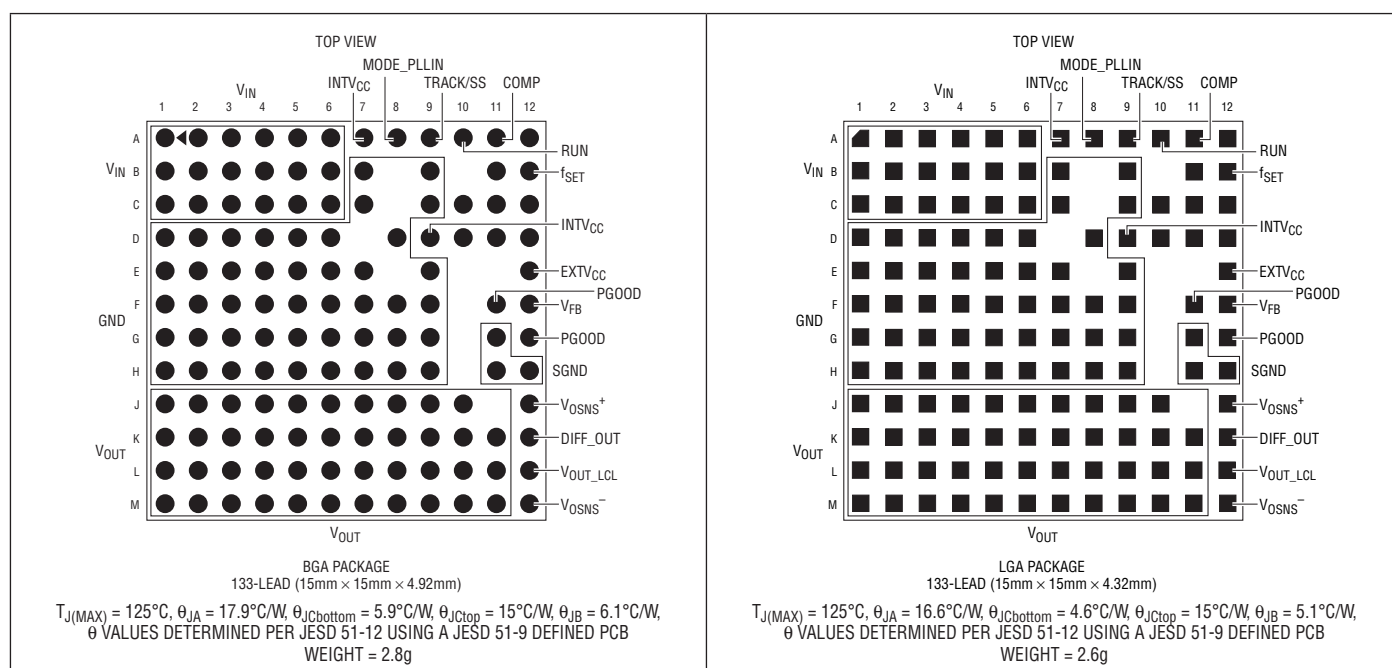 TOP VIEW
MODE_PLLIN
V_IN INTV_CC TRACK/SS COMP
1 2 3 4 5 6 7 8 9 10 11 12
A
RUN
V_IN B f_SET
C
D INTV_CC
E EXTV_CC
PGOOD
F V_FB
GND
G PGOOD
H SGND
J V_OSNS⁺
K DIFF_OUT
V_OUT
L V_OUT_LCL
M V_OSNS⁻
V_OUT
BGA PACKAGE
133-LEAD (15mm × 15mm × 4.92mm)
T_J(MAX) = 125°C, θ_JA = 17.9°C/W, θ_JCbottom = 5.9°C/W, θ_JCtop = 15°C/W, θ_JB = 6.1°C/W,
θ VALUES DETERMINED PER JESD 51-12 USING A JESD 51-9 DEFINED PCB
WEIGHT = 2.8g
TOP VIEW
MODE_PLLIN
V_IN INTV_CC TRACK/SS COMP
1 2 3 4 5 6 7 8 9 10 11 12
A
RUN
V_IN B f_SET
C
D INTV_CC
E EXTV_CC
PGOOD
F V_FB
GND
G PGOOD
H SGND
J V_OSNS⁺
K DIFF_OUT
V_OUT
L V_OUT_LCL
M V_OSNS⁻
V_OUT
LGA PACKAGE
133-LEAD (15mm × 15mm × 4.32mm)
T_J(MAX) = 125°C, θ_JA = 16.6°C/W, θ_JCbottom = 4.6°C/W, θ_JCtop = 15°C/W, θ_JB = 5.1°C/W,
θ VALUES DETERMINED PER JESD 51-12 USING A JESD 51-9 DEFINED PCB
WEIGHT = 2.6g